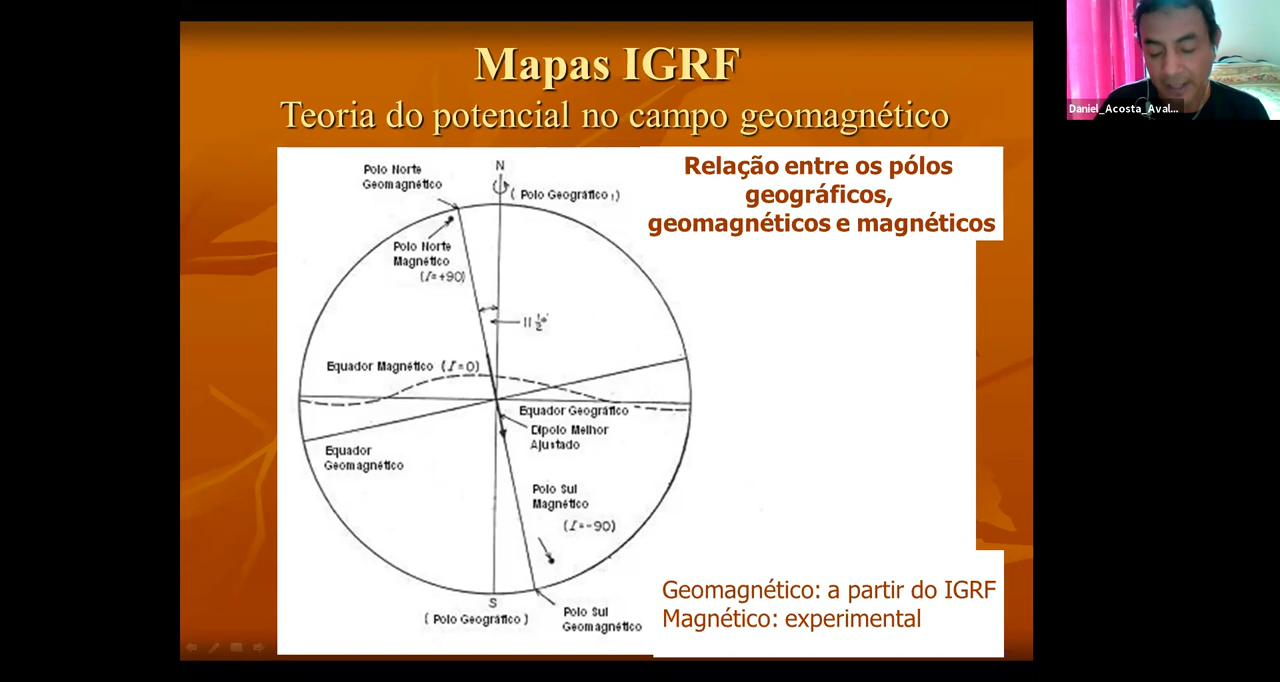 Mapas IGRF
Teoria do potencial no campo geomagnético
Relação entre os pólos
geográficos,
geomagnéticos e magnéticos
N
( Polo Geográfico )
Polo Norte
Geomagnético
Polo Norte
Magnético
(I=+90)
11 1/2°
Equador Magnético (I=0)
Equador Geográfico
Dipolo Melhor
Ajustado
Equador
Geomagnético
Polo Sul
Magnético
(I=-90)
S
( Polo Geográfico )
Polo Sul
Geomagnético
Geomagnético: a partir do IGRF
Magnético: experimental
Daniel_Acosta_Aval...